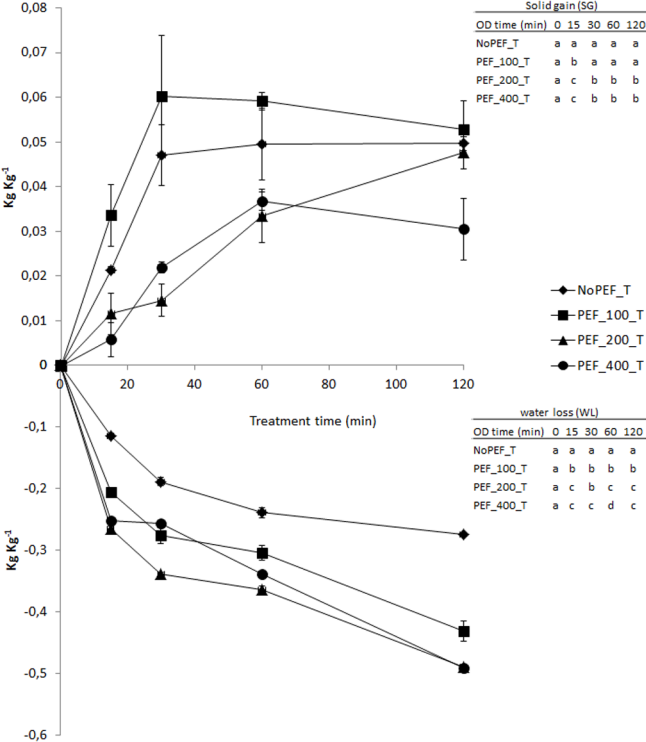 0,08
0,07
0,06
0,05
0,04
0,03
0,02
0,01
0
Kg Kg-1
Solid gain (SG)
OD time (min) 0 15 30 60 120
NoPEF_T a a a a a
PEF_100_T a b a a a
PEF_200_T a c b b b
PEF_400_T a c b b b
NoPEF_T
PEF_100_T
PEF_200_T
PEF_400_T
0 20 40 60 80 100 120
Treatment time (min)
-0,1
-0,2
-0,3
-0,4
-0,5
-0,6
Kg Kg-1
water loss (WL)
OD time (min) 0 15 30 60 120
NoPEF_T a a a a a
PEF_100_T a b b b b
PEF_200_T a c b c c
PEF_400_T a c c d c